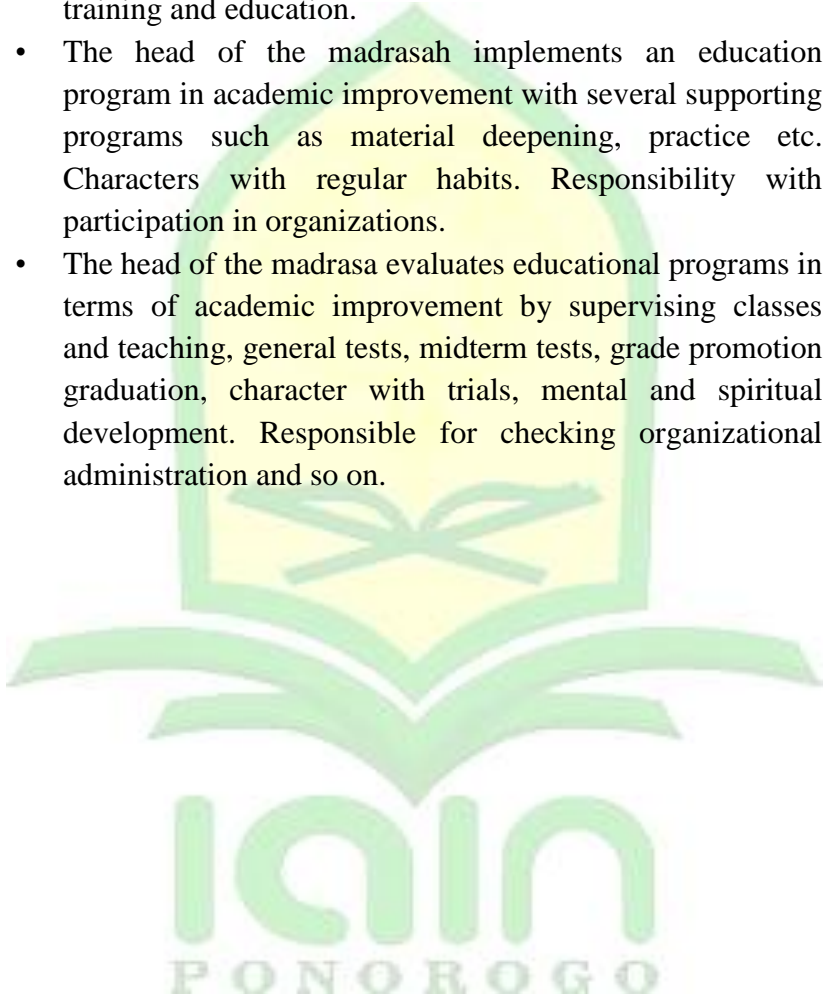 training and education.
• The head of the madrasah implements an education
program in academic improvement with several supporting
programs such as material deepening, practice etc.
Characters with regular habits. Responsibility with
participation in organizations.
• The head of the madrasa evaluates educational programs in
terms of academic improvement by supervising classes
and teaching, general tests, midterm tests, grade promotion
graduation, character with trials, mental and spiritual
development. Responsible for checking organizational
administration and so on.
IAIN
PONOROGO